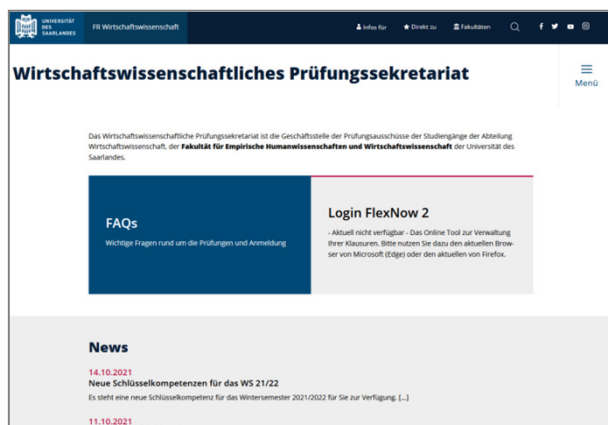 UNIVERSITÄT
DES
SAARLANDES
FR Wirtschaftswissenschaft
Infos für
Direkt zu
Fakultäten
Wirtschaftswissenschaftliches Prüfungssekretariat
Menü
Das Wirtschaftswissenschaftliche Prüfungssekretariat ist die Geschäftsstelle der Prüfungsausschüsse der Studiengänge der Abteilung
Wirtschaftswissenschaft, der Fakultät für Empirische Humanwissenschaften und Wirtschaftswissenschaft der Universität des
Saarlandes.
FAQs
Wichtige Fragen rund um die Prüfungen und Anmeldung
Login FlexNow 2
- Aktuell nicht verfügbar - Das Online Tool zur Verwaltung
Ihrer Klausuren. Bitte nutzen Sie dazu den aktuellen Brow-
ser von Microsoft (Edge) oder den aktuellen von Firefox.
News
14.10.2021
Neue Schlüsselkompetenzen für das WS 21/22
Es steht eine neue Schlüsselkompetenz für das Wintersemester 2021/2022 für Sie zur Verfügung. [...]
11.10.2021